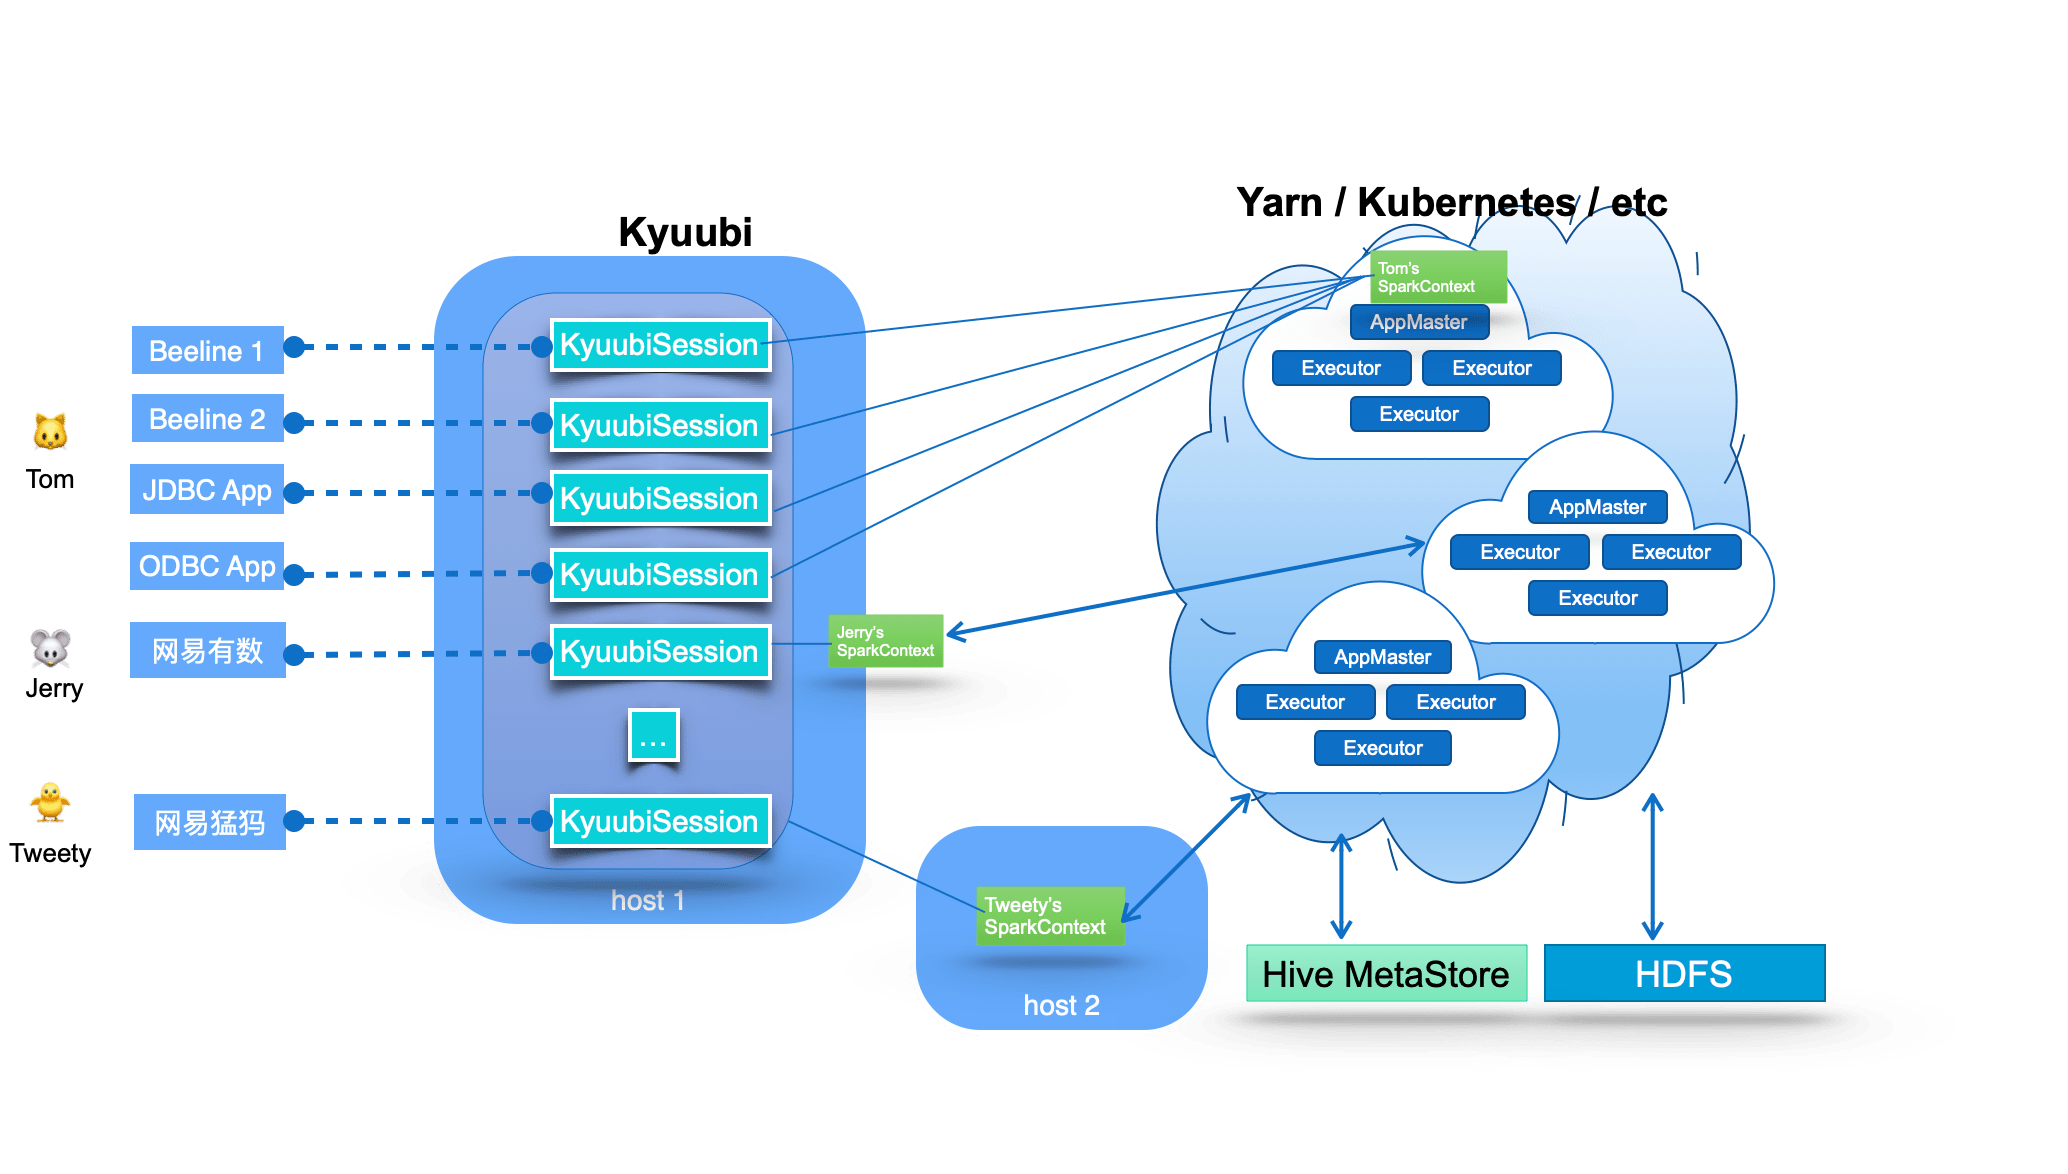 Yarn / Kubernetes / etc
Kyuubi
Tom's
SparkContext
AppMaster
Executor
Executor
Executor
Beeline 1
KyuubiSession
Beeline 2
KyuubiSession
Tom
JDBC App
KyuubiSession
ODBC App
KyuubiSession
AppMaster
Executor
Executor
Executor
Jerry
网易有数
KyuubiSession
Jerry's
SparkContext
AppMaster
Executor
Executor
Executor
...
Tweety
网易猛犸
KyuubiSession
host 1
Tweety's
SparkContext
host 2
Hive MetaStore
HDFS